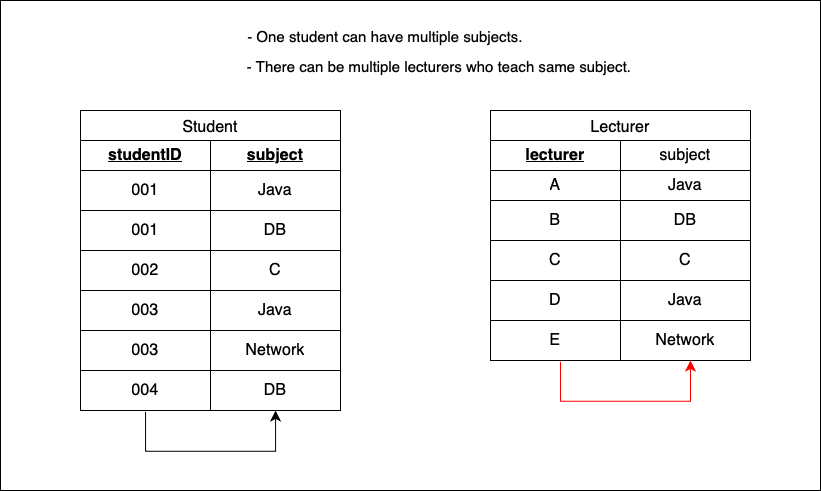 - One student can have multiple subjects.
- There can be multiple lecturers who teach same subject.
Student
studentID subject
001 Java
001 DB
002 C
003 Java
003 Network
004 DB
Lecturer
lecturer subject
A Java
B DB
C C
D Java
E Network